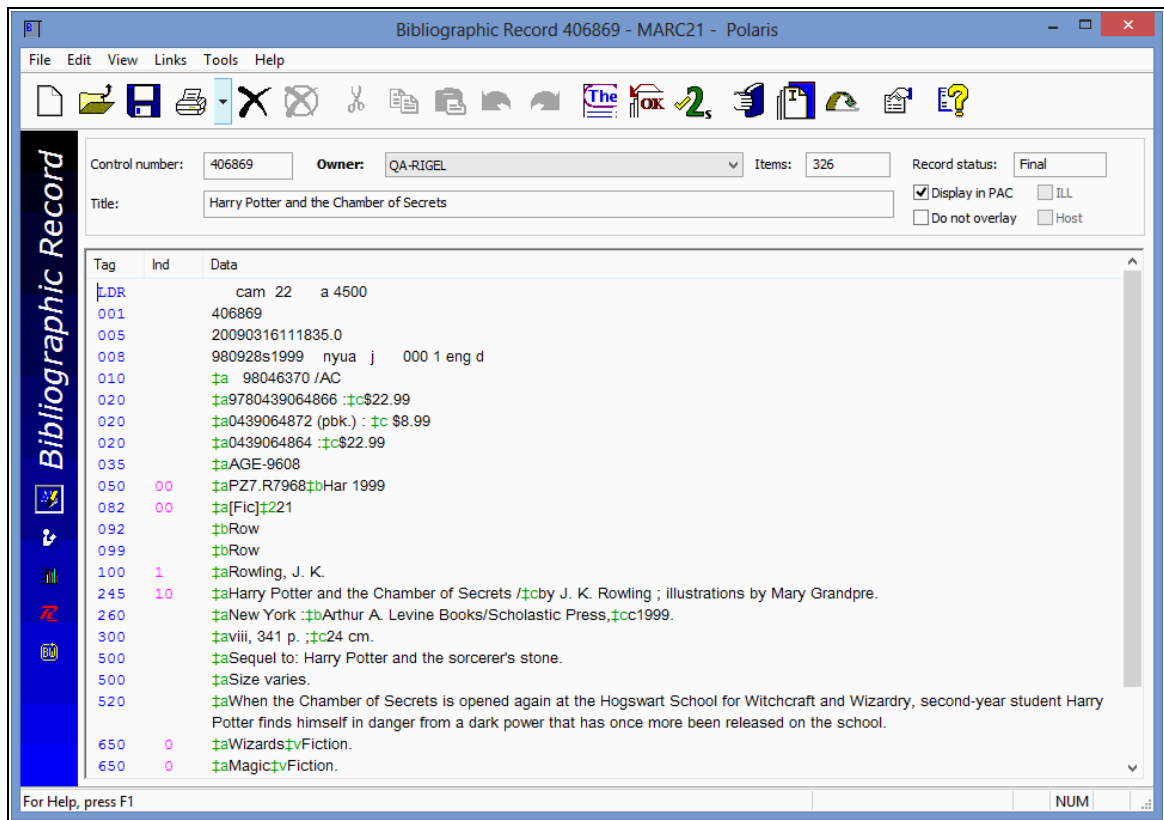 Bibliographic Record 406869 - MARC21 - Polaris
File Edit View Links Tools Help
The OK 2s
Bibliographic Record
Control number: 406869 Owner: QA-RIGEL Items: 326 Record status: Final
Title: Harry Potter and the Chamber of Secrets
Display in PAC ILL
Do not overlay Host
Tag Ind Data
LDR cam 22 a 4500
001 406869
005 20090316111835.0
008 980928s1999 nyua j 000 1 eng d
010 ‡a 98046370 /AC
020 ‡a9780439064866 :‡c$22.99
020 ‡a0439064872 (pbk.) : ‡c $8.99
020 ‡a0439064864 :‡c$22.99
035 ‡aAGE-9608
050 00 ‡aPZ7.R7968‡bHar 1999
082 00 ‡a[Fic]‡221
092 ‡bRow
099 ‡bRow
100 1 ‡aRowling, J. K.
245 10 ‡aHarry Potter and the Chamber of Secrets /‡cby J. K. Rowling ; illustrations by Mary Grandpre.
260 ‡aNew York :‡bArthur A. Levine Books/Scholastic Press,‡cc1999.
300 ‡aviii, 341 p. ;‡c24 cm.
500 ‡aSequel to: Harry Potter and the sorcerer's stone.
500 ‡aSize varies.
520 ‡aWhen the Chamber of Secrets is opened again at the Hogswart School for Witchcraft and Wizardry, second-year student Harry
Potter finds himself in danger from a dark power that has once more been released on the school.
650 0 ‡aWizards‡vFiction.
650 0 ‡aMagic‡vFiction.
For Help, press F1 NUM